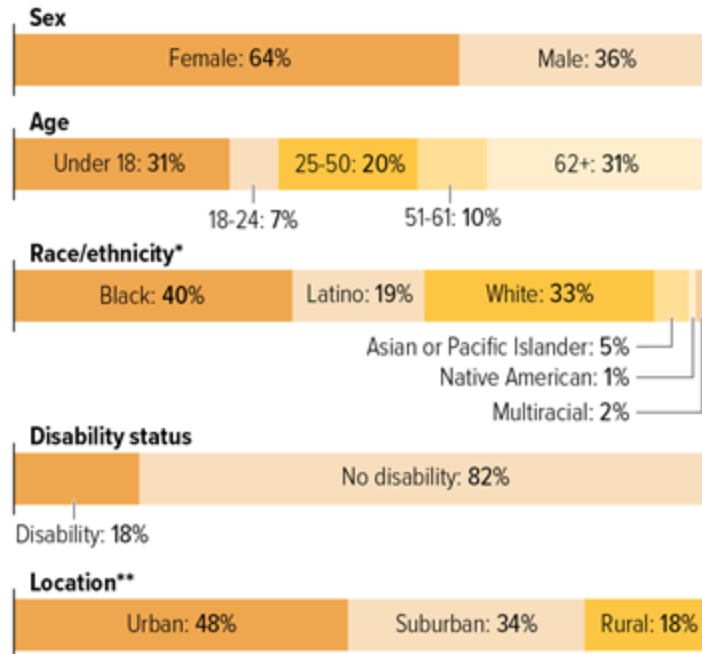 Sex
Female: 64%
Male: 36%
Age
Under 18: 31%
25-50: 20%
62+: 31%
18-24: 7%
51-61: 10%
Race/ethnicity*
Black: 40%
Latino: 19%
White: 33%
Asian or Pacific Islander: 5%
Native American: 1%
Multiracial: 2%
Disability status
No disability: 82%
Disability: 18%
Location**
Urban: 48%
Suburban: 34%
Rural: 18%